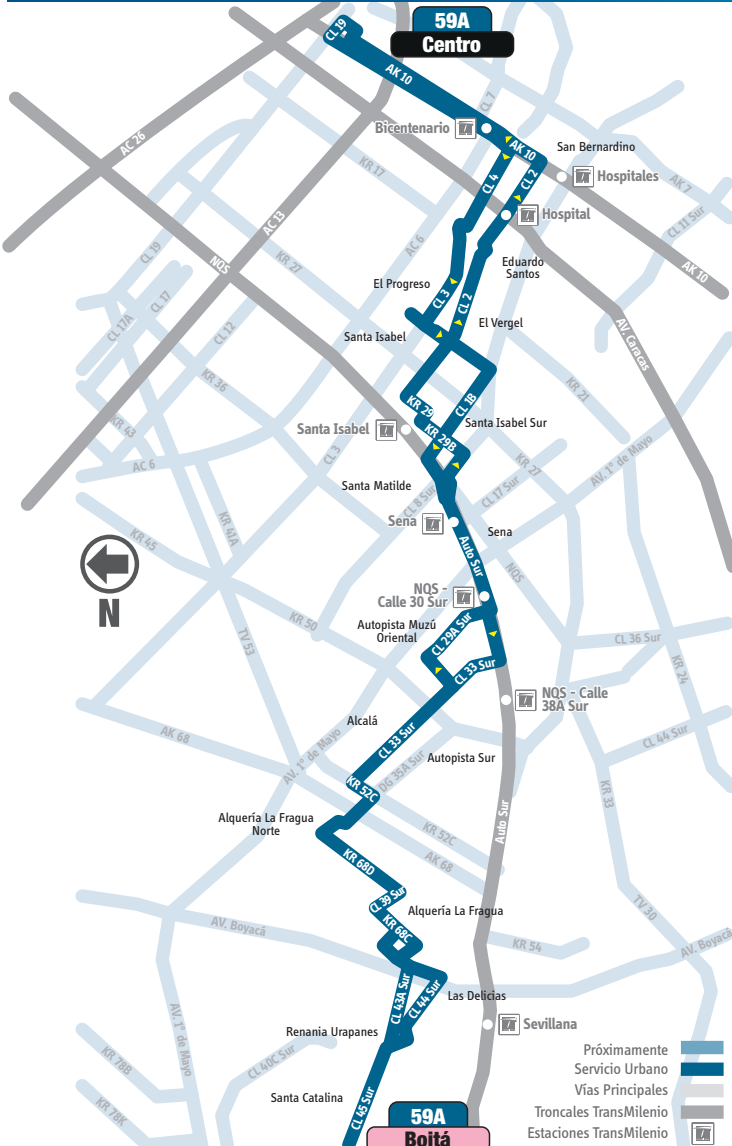 59A
Centro
CL 19
AK 10
CL 7
Bicentenario
AK 10
San Bernardino
AC 26
KR 17
CL 4
CL 2
Hospitales
AK 7
CL 11 Sur
Hospital
AC 13
AC 6
CL 19
NQS
KR 27
Eduardo
Santos
AK 10
El Progreso
CL 3
CL 2
CL 17
CL 17A
CL 12
El Vergel
Santa Isabel
AV. Caracas
KR 36
KR 29
CL 1B
KR 21
KR 43
Santa Isabel
KR 29B
Santa Isabel Sur
CL 3
AC 6
KR 27
AV. 1º de Mayo
Santa Matilde
CL 8 Sur
CL 17 Sur
KR 41A
KR 45
Sena
Sena
Auto Sur
NQS
N
NQS -
Calle 30 Sur
KR 50
Autopista Muzú
Oriental
CL 29A Sur
TV 53
CL 33 Sur
CL 36 Sur
KR 24
NQS - Calle
38A Sur
Alcalá
AK 68
CL 33 Sur
CL 44 Sur
AV. 1º de Mayo
DG 35A Sur
Autopista Sur
KR 52C
KR 33
Alquería La Fragua
Norte
KR 52C
Auto Sur
AK 68
KR 68D
CL 39 Sur
Alquería La Fragua
TV 30
AV. Boyacá
KR 68C
KR 54
AV. Boyacá
CL 43A Sur
CL 44 Sur
Las Delicias
AV. 1º de Mayo
Renania Urapanes
Sevillana
KR 78B
CL 40C Sur
Próximamente
Servicio Urbano
Santa Catalina
Vías Principales
KR 78K
CL 45 Sur
59A
Boitá
Troncales TransMilenio
Estaciones TransMilenio